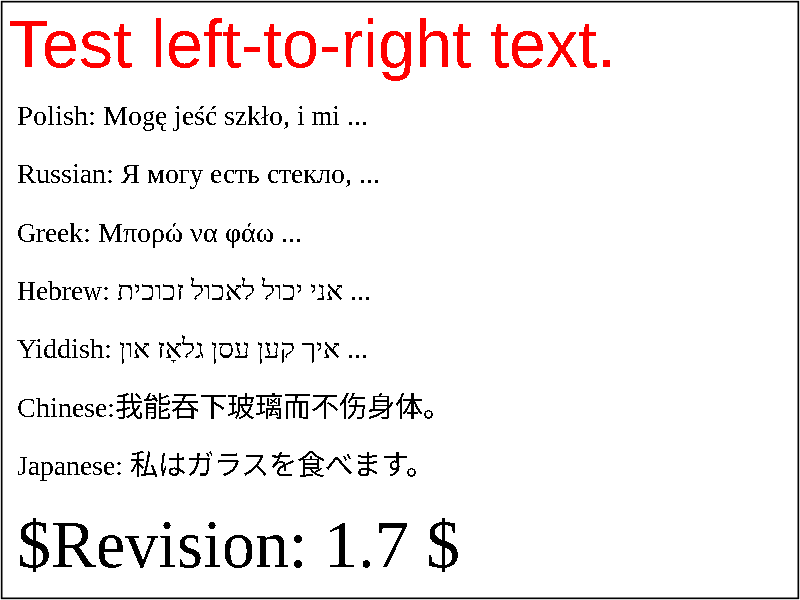 Test left-to-right text.
Polish: Mogę jeść szkło, i mi ...
Russian: Я могу есть стекло, ...
Greek: Μπορώ να φάω ...
Hebrew: אני יכול לאכול זכוכית ...
Yiddish: איך קען עסן גלאָז און ...
Chinese:我能吞下玻璃而不伤身体。
Japanese: 私はガラスを食べます。
$Revision: 1.7 $